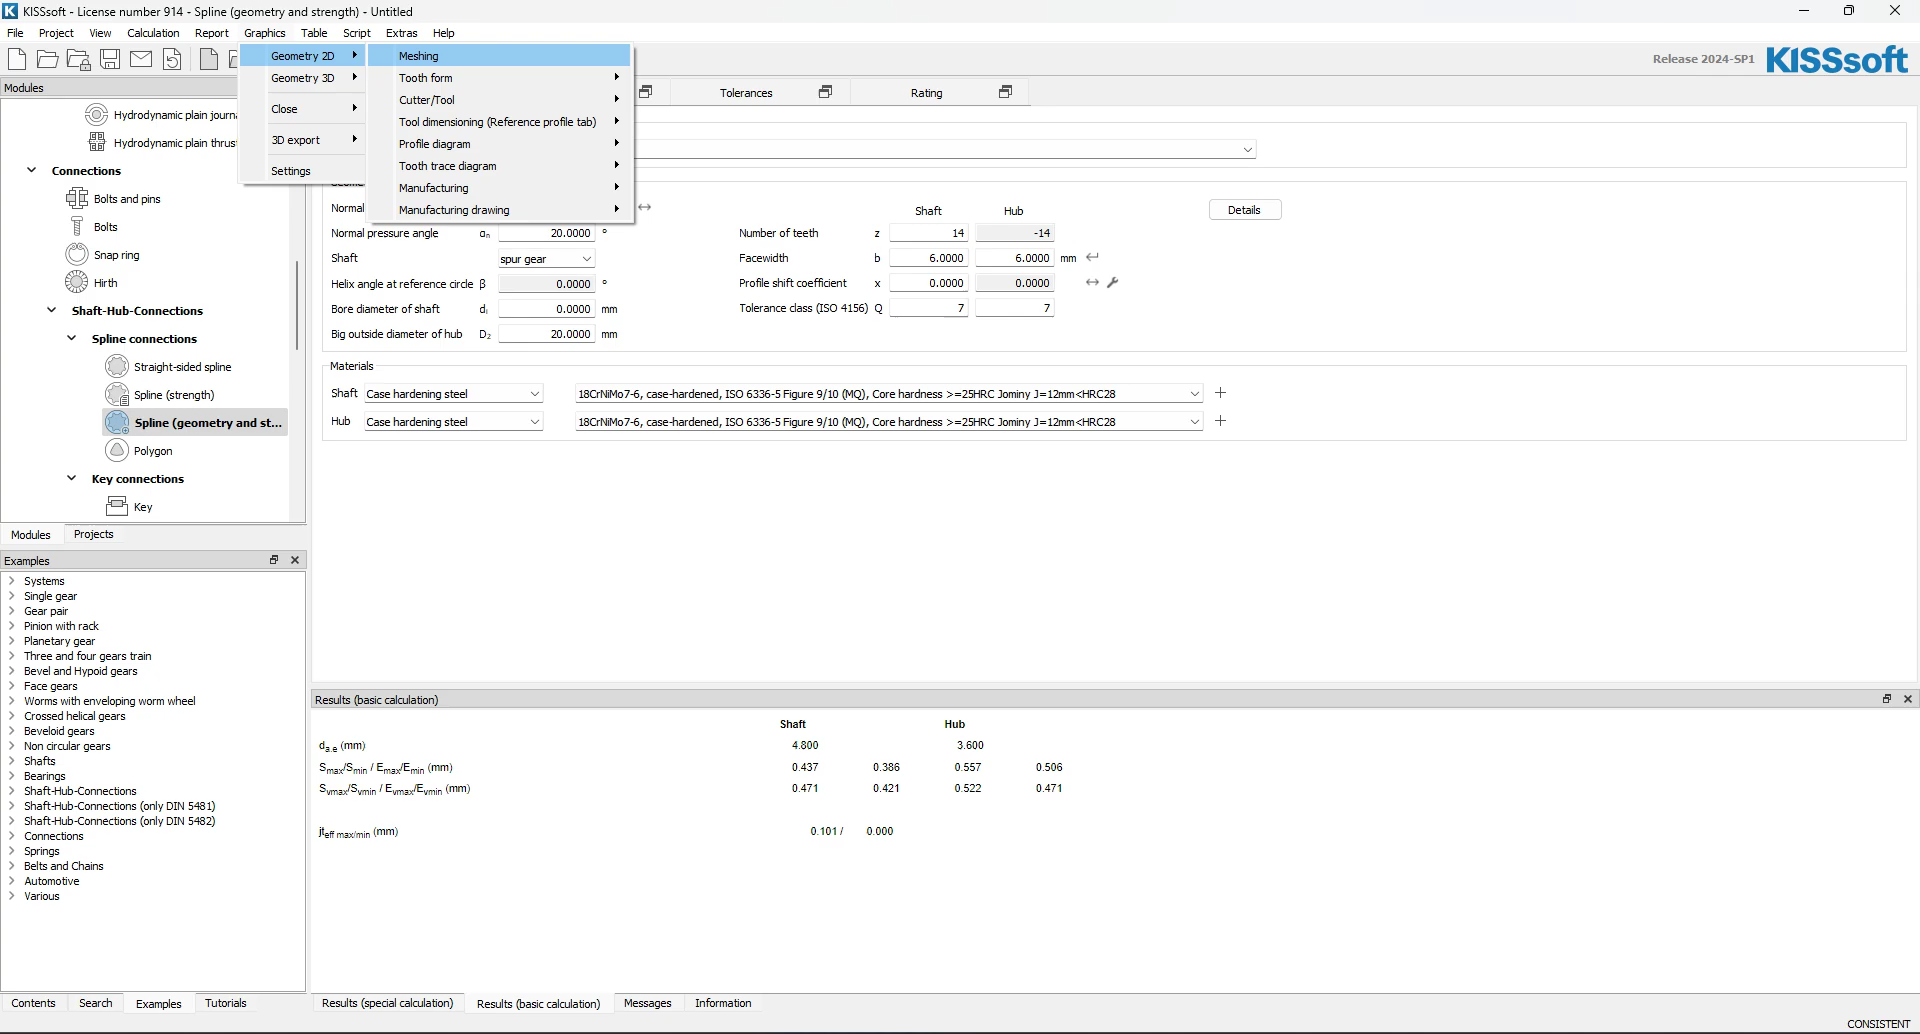 KISSsoft - License number 914 - Spline (geometry and strength) - Untitled
File Project View Calculation Report Graphics Table Script Extras Help
Release 2024-SP1 KISSsoft
Geometry 2D
Geometry 3D
Close
3D export
Settings
Meshing
Tooth form
Cutter/Tool
Tool dimensioning (Reference profile tab)
Profile diagram
Tooth trace diagram
Manufacturing
Manufacturing drawing
Tolerances Rating
Modules
Hydrodynamic plain journa
Hydrodynamic plain thrust
Connections
Bolts and pins
Bolts
Snap ring
Hirth
Shaft-Hub-Connections
Spline connections
Straight-sided spline
Spline (strength)
Spline (geometry and st...
Polygon
Key connections
Key
Modules Projects
Normal
Normal pressure angle αn 20.0000 °
Shaft spur gear
Helix angle at reference circle β 0.0000 °
Bore diameter of shaft di 0.0000 mm
Big outside diameter of hub D2 20.0000 mm
Shaft Hub Details
Number of teeth z 14 -14
Facewidth b 6.0000 6.0000 mm
Profile shift coefficient x 0.0000 0.0000
Tolerance class (ISO 4156) Q 7 7
Materials
Shaft Case hardening steel 18CrNiMo7-6, case-hardened, ISO 6336-5 Figure 9/10 (MQ), Core hardness >=25HRC Jominy J=12mm<HRC28
Hub Case hardening steel 18CrNiMo7-6, case-hardened, ISO 6336-5 Figure 9/10 (MQ), Core hardness >=25HRC Jominy J=12mm<HRC28
Examples
Systems
Single gear
Gear pair
Pinion with rack
Planetary gear
Three and four gears train
Bevel and Hypoid gears
Face gears
Worms with enveloping worm wheel
Crossed helical gears
Beveloid gears
Non circular gears
Shafts
Bearings
Shaft-Hub-Connections
Shaft-Hub-Connections (only DIN 5481)
Shaft-Hub-Connections (only DIN 5482)
Connections
Springs
Belts and Chains
Automotive
Various
Contents Search Examples Tutorials
Results (basic calculation)
Shaft Hub
da.e (mm) 4.800 3.600
Smax/Smin / Emax/Emin (mm) 0.437 0.386 0.557 0.506
Svmax/Svmin / Evmax/Evmin (mm) 0.471 0.421 0.522 0.471
jteff max/min (mm) 0.101 / 0.000
Results (special calculation) Results (basic calculation) Messages Information
CONSISTENT